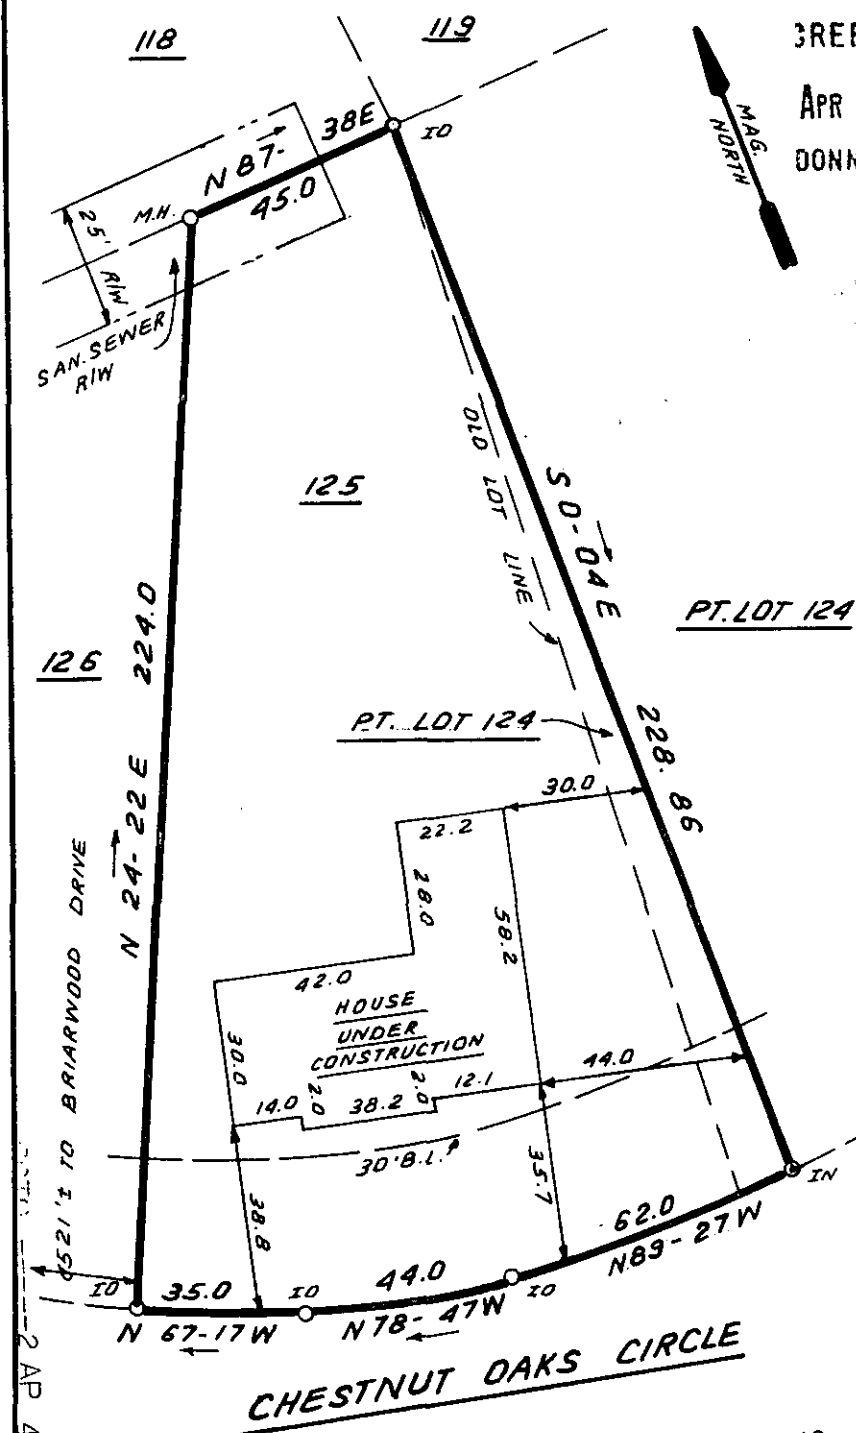 118
119
GREE
APR
DONN
MAG.
NORTH
N 87-38E
45.0
IO
M.H.
25'
R/W
SAN. SEWER
R/W
OLD LOT LINE
S 0-04 E
228.86
125
PT. LOT 124
126
N 24-22 E 224.0
PT. LOT 124
30.0
22.2
28.0
58.2
42.0
HOUSE
UNDER
CONSTRUCTION
30.0
14.0
2.0
38.2
2.0
12.1
44.0
30' B.L.
38.8
35.7
521'± TO BRIARWOOD DRIVE
IN
62.0
N 89-27 W
IO
44.0
N 78-47 W
IO
35.0
N 67-17 W
IO
CHESTNUT OAKS CIRCLE
2 AP